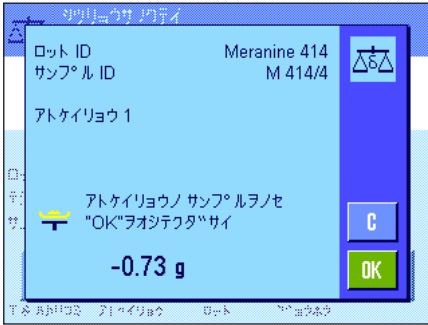 ロット ID Meranine 414
サンプ゜ル ID M 414/4
アトケイリョウ 1
アトケイリョウノ サンプ゜ルヲノセ
"OK"ヲオシテクダ゛サイ
C
-0.73 g
OK